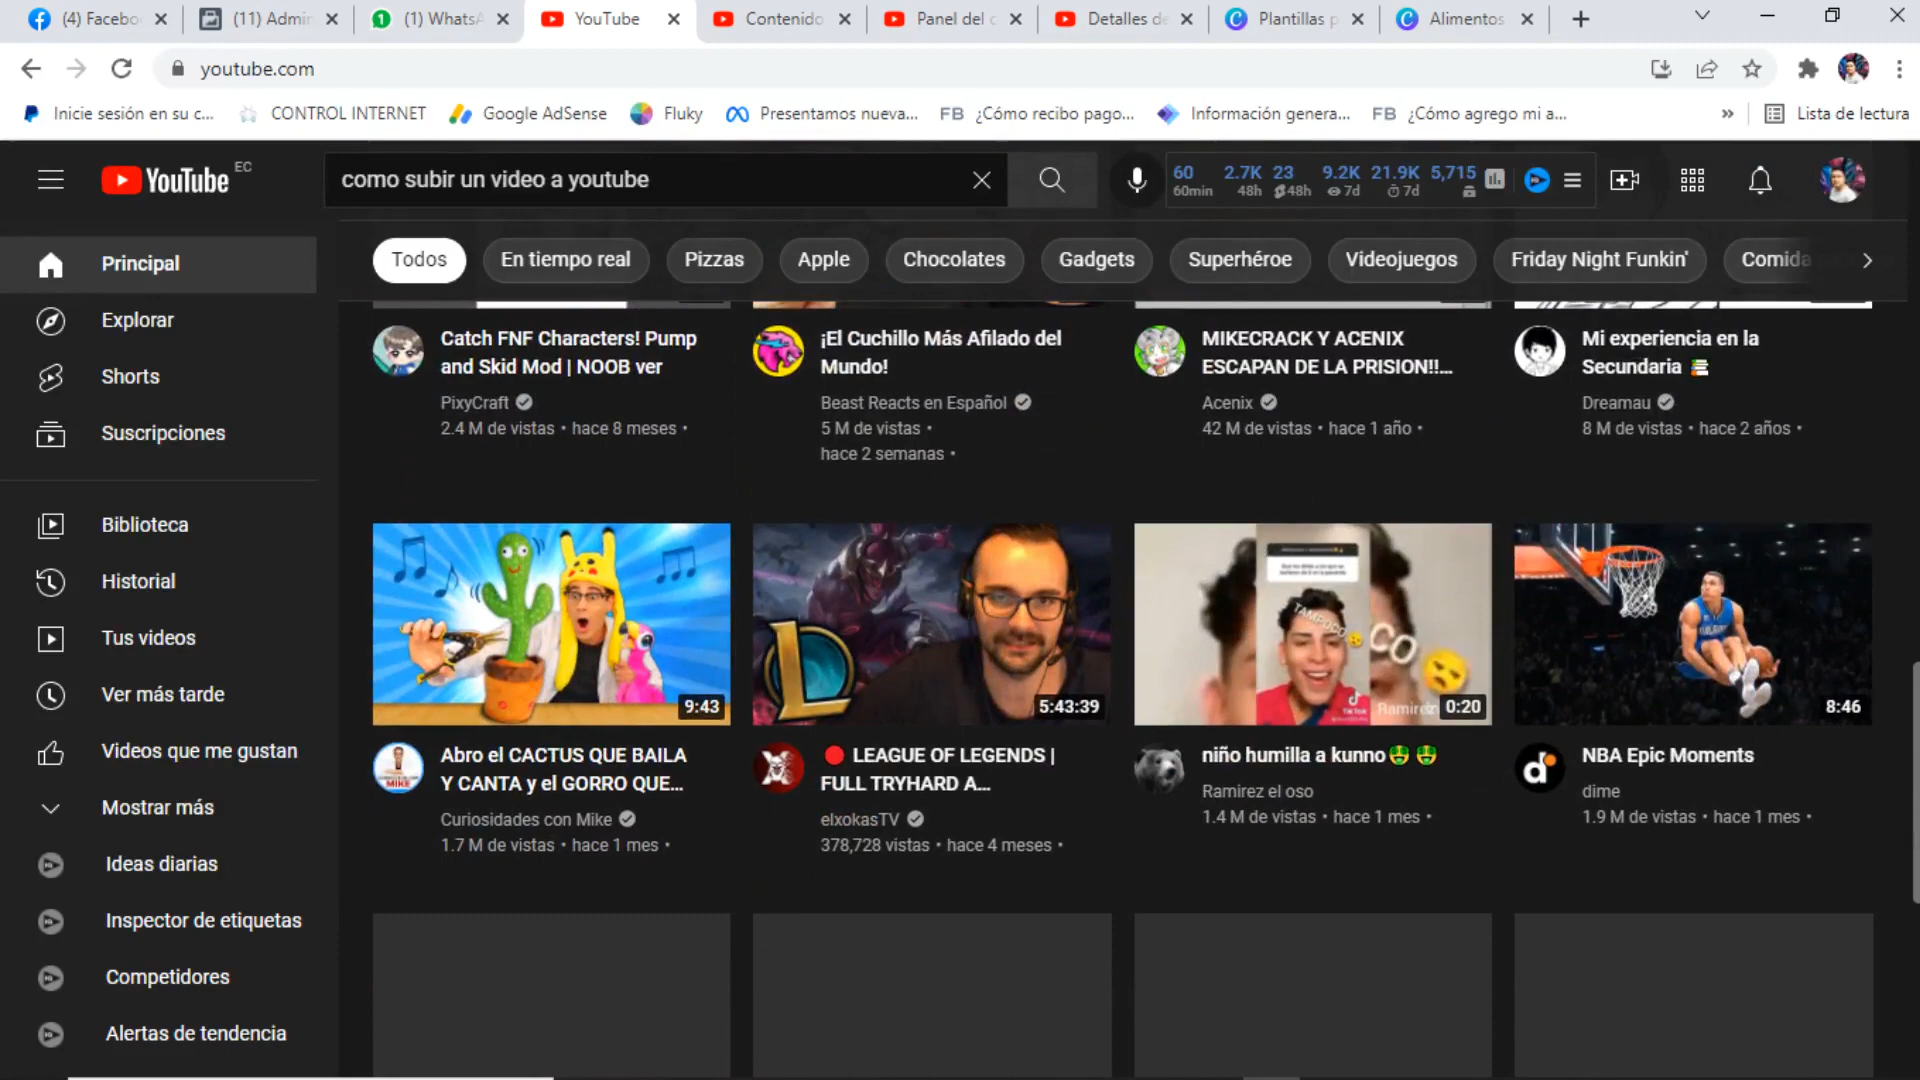 (4) Facebo
(11) Admin
(1) WhatsA
YouTube
Contenido
Panel del c
Detalles de
Plantillas p
Alimentos
youtube.com
Inicie sesión en su c...
CONTROL INTERNET
Google AdSense
Fluky
Presentamos nueva...
FB ¿Cómo recibo pago...
Información genera...
FB ¿Cómo agrego mi a...
»
Lista de lectura
YouTube EC
como subir un video a youtube
60 2.7K 23 9.2K 21.9K 5,715
60min 48h 48h 7d 7d
Todos
En tiempo real
Pizzas
Apple
Chocolates
Gadgets
Superhéroe
Videojuegos
Friday Night Funkin'
Comida
Principal
Explorar
Shorts
Suscripciones
Biblioteca
Historial
Tus videos
Ver más tarde
Videos que me gustan
Mostrar más
Ideas diarias
Inspector de etiquetas
Competidores
Alertas de tendencia
Catch FNF Characters! Pump
and Skid Mod | NOOB ver
PixyCraft
2.4 M de vistas • hace 8 meses •
¡El Cuchillo Más Afilado del
Mundo!
Beast Reacts en Español
5 M de vistas •
hace 2 semanas •
MIKECRACK Y ACENIX
ESCAPAN DE LA PRISION!!...
Acenix
42 M de vistas • hace 1 año •
Mi experiencia en la
Secundaria 📚
Dreamau
8 M de vistas • hace 2 años •
9:43
5:43:39
TAMPOCO
CO
TikTok
Ramirez
0:20
8:46
MIKE
Abro el CACTUS QUE BAILA
Y CANTA y el GORRO QUE...
Curiosidades con Mike
1.7 M de vistas • hace 1 mes •
🔴 LEAGUE OF LEGENDS |
FULL TRYHARD A...
elxokasTV
378,728 vistas • hace 4 meses •
niño humilla a kunno🤑 🤑
Ramirez el oso
1.4 M de vistas • hace 1 mes •
d
NBA Epic Moments
dime
1.9 M de vistas • hace 1 mes •